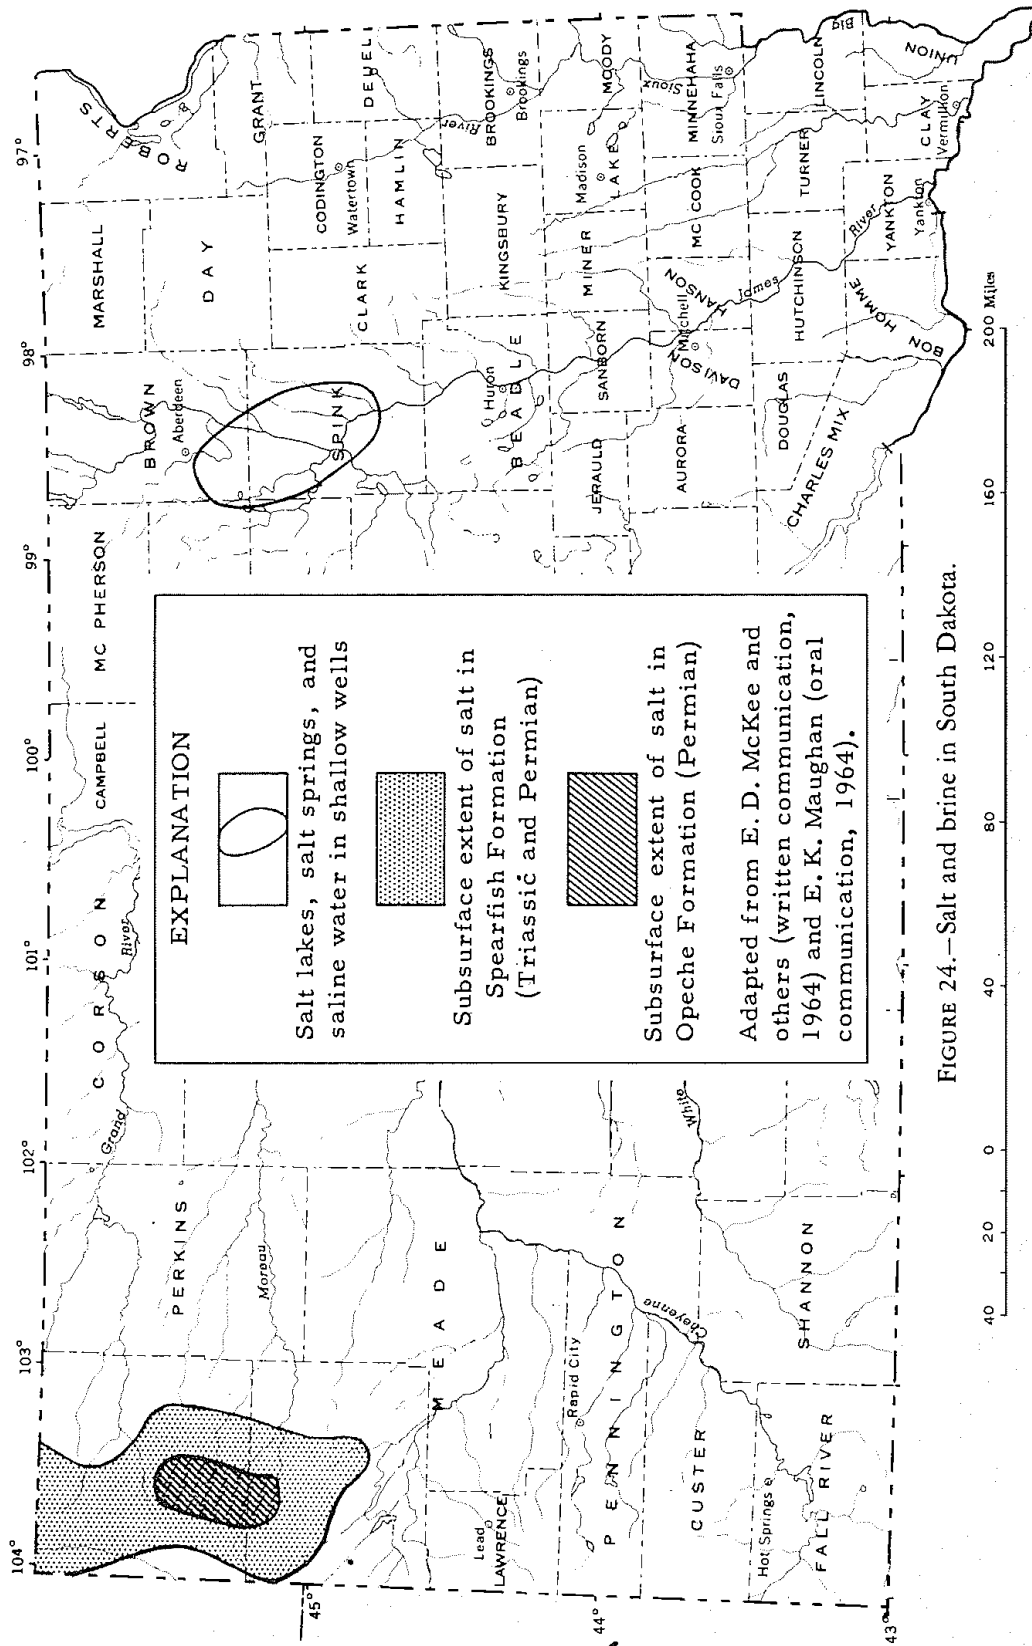 104°
103°
102°
101°
100°
99°
98°
97°
45°
44°
43°
CORSON
CAMPBELL
MC PHERSON
BROWN
Aberdeen
MARSHALL
ROBERTS
DAY
GRANT
Grand
River
PERKINS
Moreau
SPINK
CODINGTON
Watertown
CLARK
HAMLIN
DEUEL
River
MEADE
BEADLE
Huron
KINGSBURY
BROOKINGS
Brookings
LAWRENCE
Lead
Rapid City
PENNINGTON
JERAULD
SANBORN
MINER
Madison
LAKE
MOODY
Cheyenne
White
CUSTER
AURORA
DAVISON
Mitchell
HANSON
MC COOK
MINNEHAHA
Sioux Falls
Sioux
Hot Springs
FALL RIVER
SHANNON
CHARLES MIX
DOUGLAS
HUTCHINSON
James
River
TURNER
LINCOLN
BON
HOMME
YANKTON
Yankton
CLAY
Vermillion
UNION
Big
EXPLANATION
Salt lakes, salt springs, and
saline water in shallow wells
Subsurface extent of salt in
Spearfish Formation
(Triassic and Permian)
Subsurface extent of salt in
Opeche Formation (Permian)
Adapted from E. D. McKee and
others (written communication,
1964) and E. K. Maughan (oral
communication, 1964).
40 20 0 40 80 120 160 200 Miles
FIGURE 24.—Salt and brine in South Dakota.